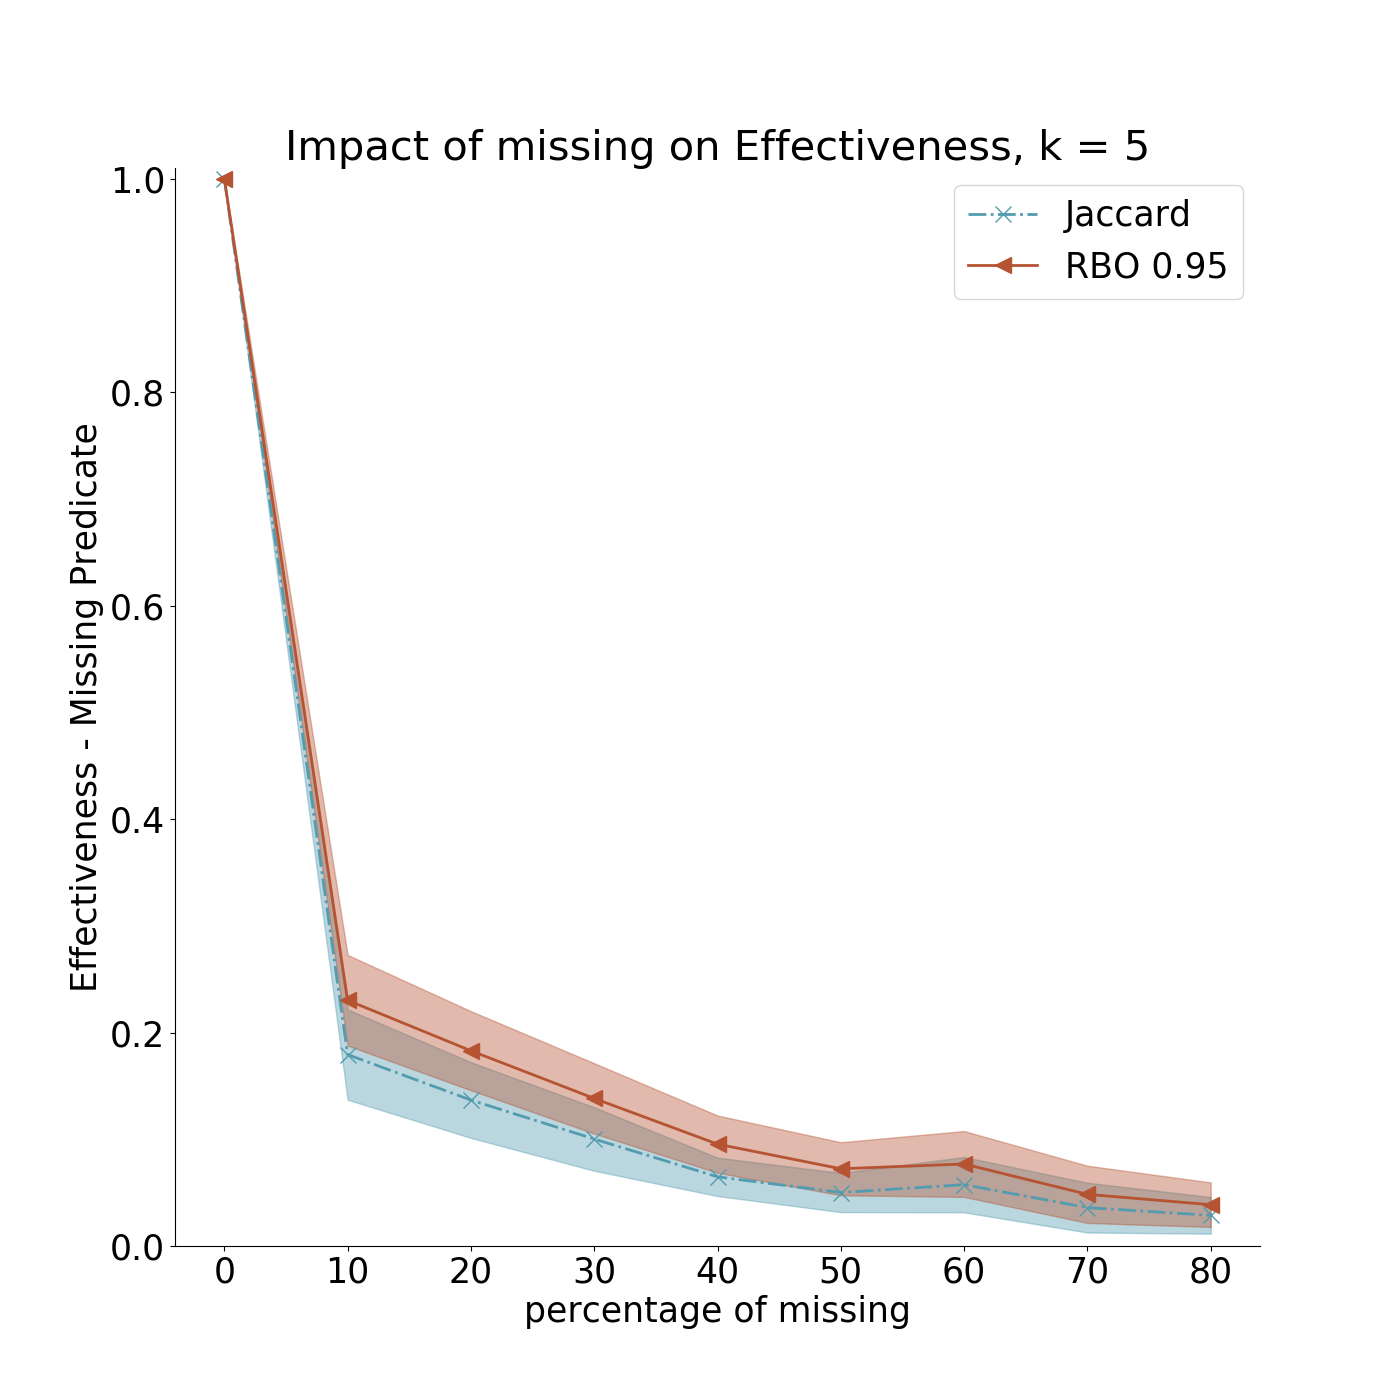 Impact of missing on Effectiveness, k = 5
Jaccard
RBO 0.95
Effectiveness - Missing Predicate
1.0
0.8
0.6
0.4
0.2
0.0
0 10 20 30 40 50 60 70 80
percentage of missing